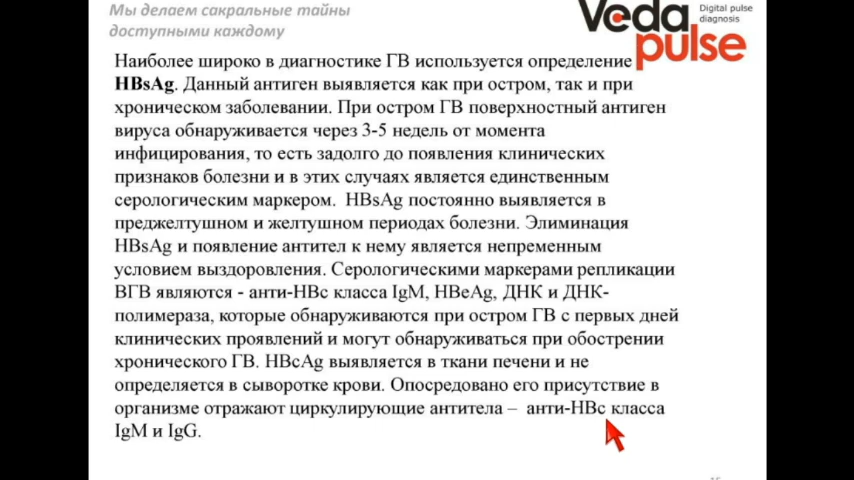 Мы делаем сакральные тайны
доступными каждому
Veda
pulse
Digital pulse
diagnosis
Наиболее широко в диагностике ГВ используется определение
HBsAg. Данный антиген выявляется как при остром, так и при
хроническом заболевании. При остром ГВ поверхностный антиген
вируса обнаруживается через 3-5 недель от момента
инфицирования, то есть задолго до появления клинических
признаков болезни и в этих случаях является единственным
серологическим маркером. HBsAg постоянно выявляется в
преджелтушном и желтушном периодах болезни. Элиминация
HBsAg и появление антител к нему является непременным
условием выздоровления. Серологическими маркерами репликации
ВГВ являются - анти-HBc класса IgM, HBeAg, ДНК и ДНК-
полимераза, которые обнаруживаются при остром ГВ с первых дней
клинических проявлений и могут обнаруживаться при обострении
хронического ГВ. HBcAg выявляется в ткани печени и не
определяется в сыворотке крови. Опосредовано его присутствие в
организме отражают циркулирующие антитела – анти-HBc класса
IgM и IgG.